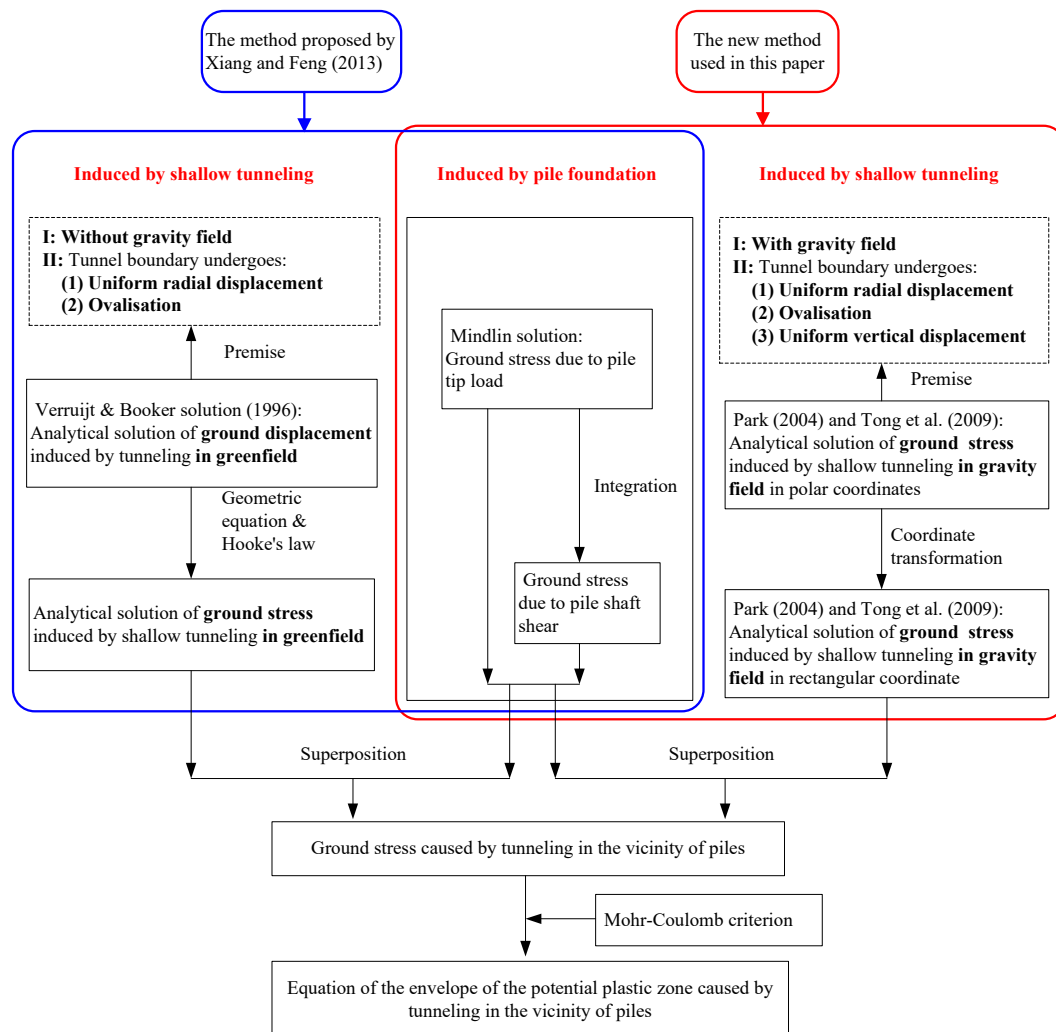 The method proposed by
Xiang and Feng (2013)
The new method
used in this paper
Induced by shallow tunneling
Induced by pile foundation
Induced by shallow tunneling
I: Without gravity field
II: Tunnel boundary undergoes:
(1) Uniform radial displacement
(2) Ovalisation
Premise
Verruijt & Booker solution (1996):
Analytical solution of ground displacement
induced by tunneling in greenfield
Geometric
equation &
Hooke's law
Analytical solution of ground stress
induced by shallow tunneling in greenfield
Mindlin solution:
Ground stress due to pile
tip load
Integration
Ground stress
due to pile shaft
shear
I: With gravity field
II: Tunnel boundary undergoes:
(1) Uniform radial displacement
(2) Ovalisation
(3) Uniform vertical displacement
Premise
Park (2004) and Tong et al. (2009):
Analytical solution of ground stress
induced by shallow tunneling in gravity
field in polar coordinates
Coordinate
transformation
Park (2004) and Tong et al. (2009):
Analytical solution of ground stress
induced by shallow tunneling in gravity
field in rectangular coordinate
Superposition
Superposition
Ground stress caused by tunneling in the vicinity of piles
Mohr-Coulomb criterion
Equation of the envelope of the potential plastic zone caused by
tunneling in the vicinity of piles